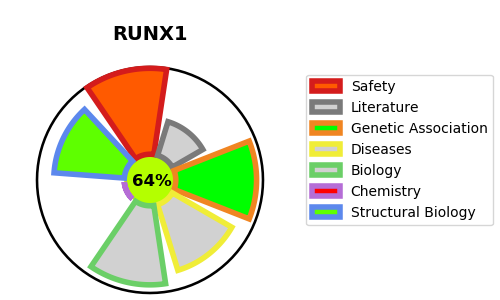 RUNX1
64%
Safety
Literature
Genetic Association
Diseases
Biology
Chemistry
Structural Biology